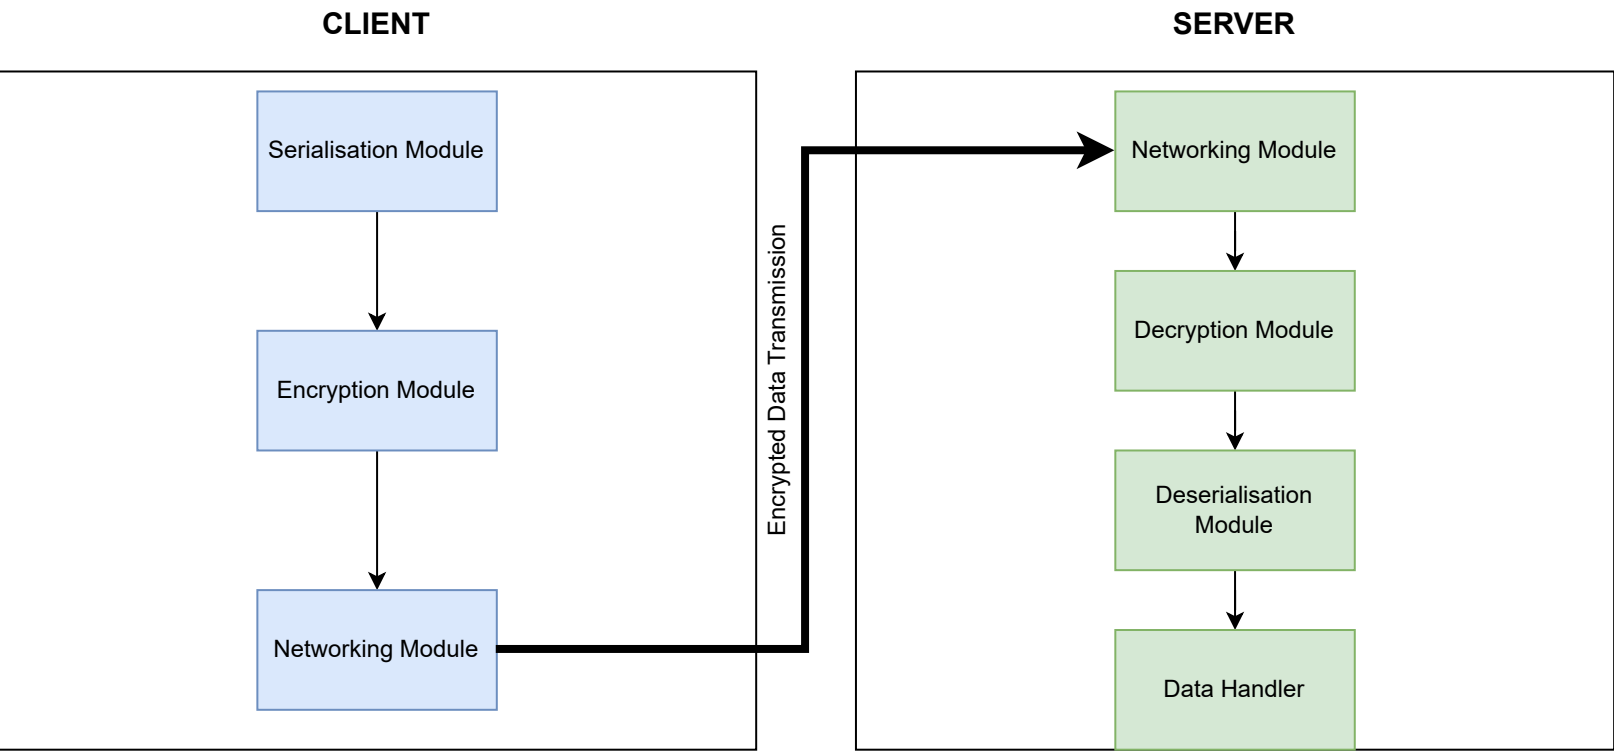 CLIENT
Serialisation Module
Encryption Module
Networking Module
Encrypted Data Transmission
SERVER
Networking Module
Decryption Module
Deserialisation
Module
Data Handler